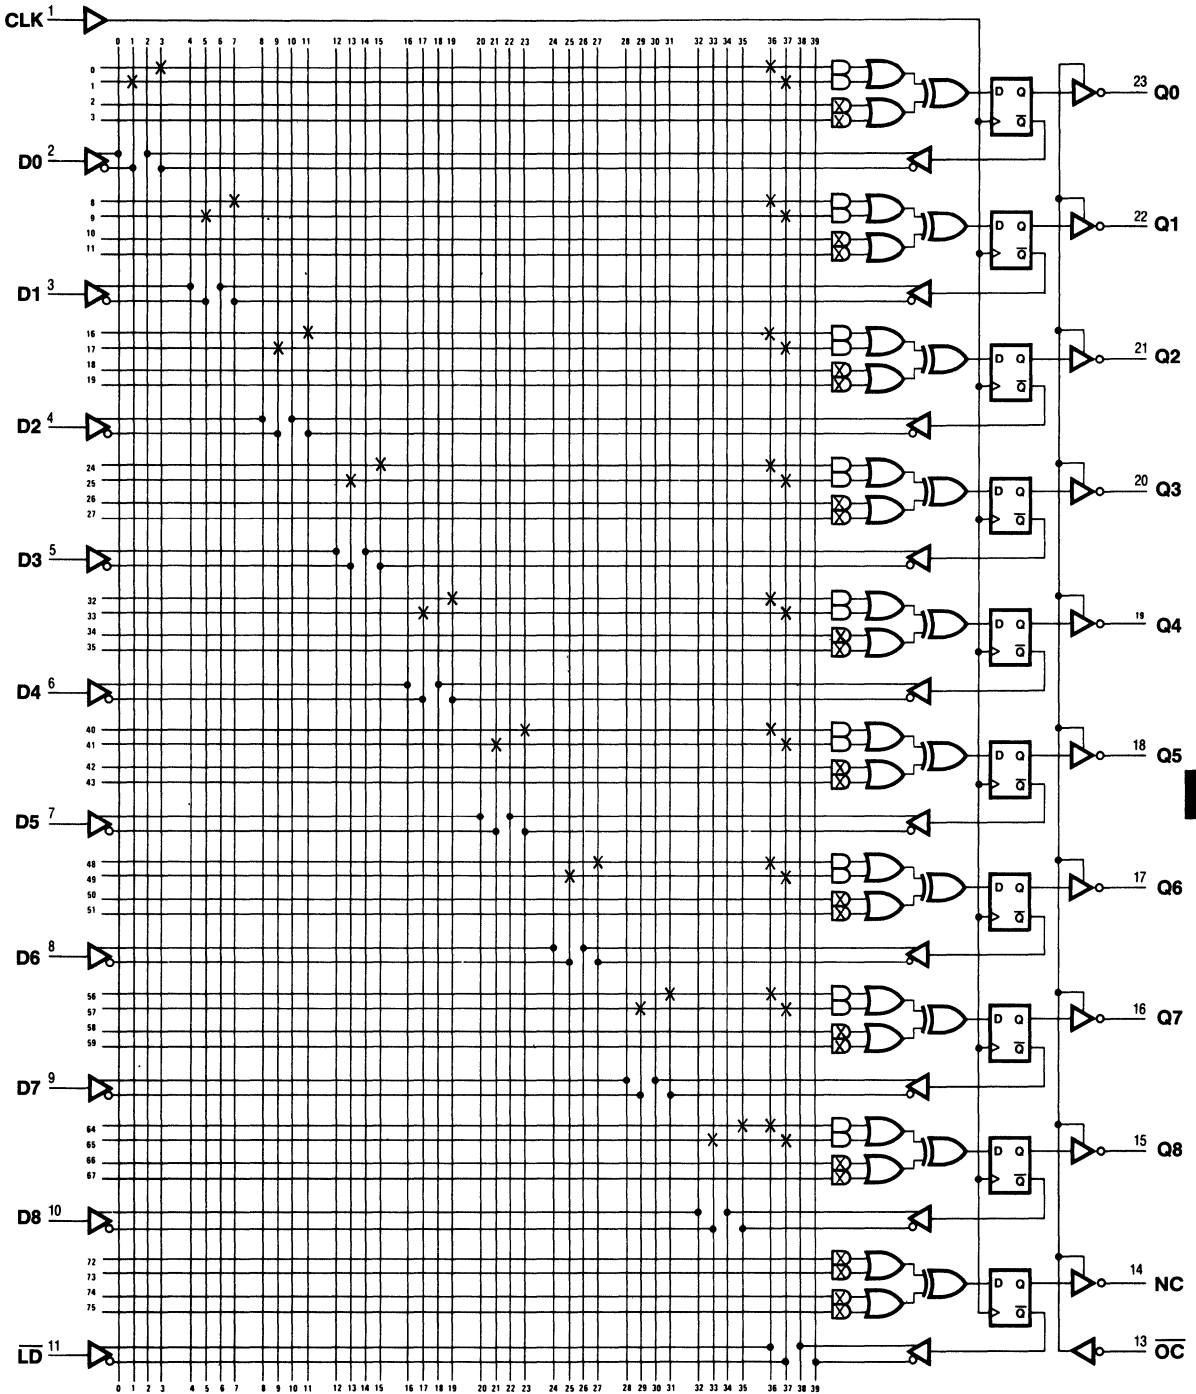 CLK 1
0 1 2 3 4 5 6 7 8 9 10 11 12 13 14 15 16 17 18 19 20 21 22 23 24 25 26 27 28 29 30 31 32 33 34 35 36 37 38 39
0
1
2
3
D Q
Q̅
23 Q0
D0 2
8
9
10
11
D Q
Q̅
22 Q1
D1 3
16
17
18
19
D Q
Q̅
21 Q2
D2 4
24
25
26
27
D Q
Q̅
20 Q3
D3 5
32
33
34
35
D Q
Q̅
19 Q4
D4 6
40
41
42
43
D Q
Q̅
18 Q5
D5 7
48
49
50
51
D Q
Q̅
17 Q6
D6 8
56
57
58
59
D Q
Q̅
16 Q7
D7 9
64
65
66
67
D Q
Q̅
15 Q8
D8 10
72
73
74
75
D Q
Q̅
14 NC
L̅D̅ 11
13 O̅C̅
0 1 2 3 4 5 6 7 8 9 10 11 12 13 14 15 16 17 18 19 20 21 22 23 24 25 26 27 28 29 30 31 32 33 34 35 36 37 38 39